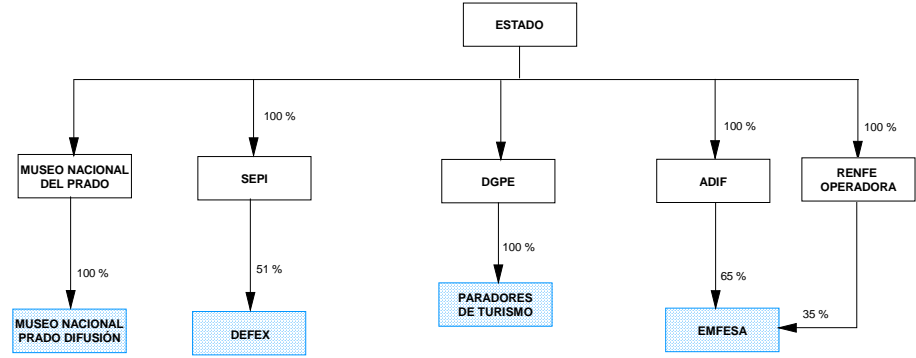 ESTADO
100 %
100 %
100 %
MUSEO NACIONAL
DEL PRADO
SEPI
DGPE
ADIF
RENFE
OPERADORA
100 %
51 %
100 %
65 %
35 %
MUSEO NACIONAL
PRADO DIFUSIÓN
DEFEX
PARADORES
DE TURISMO
EMFESA